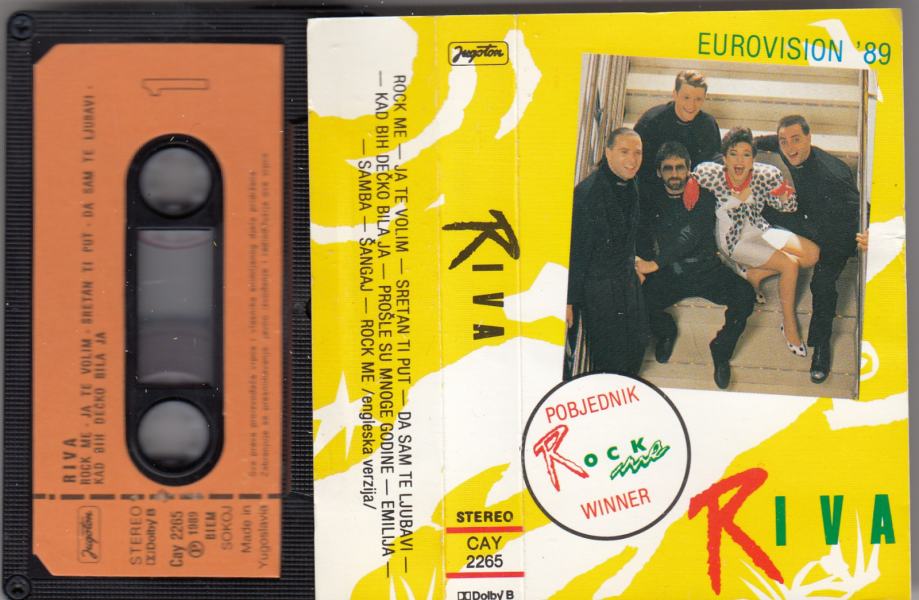 1
RIVA
ROCK ME - JA TE VOLIM - SRETAN TI PUT - DA SAM TE LJUBAVI -
KAD BIH DEČKO BILA JA
Jugoton
STEREO
Dolby B
Cay 2265
Ⓟ 1989
BIEM
SOKOJ
Made in
Yugoslavia
ROCK ME — JA TE VOLIM — SRETAN TI PUT — DA SAM TE LJUBAVI —
— KAD BIH DEČKO BILA JA — PROŠLE SU MNOGE GODINE — EMILIJA —
— SAMBA — ŠANGAJ — ROCK ME /engleska verzija/
Jugoton
RIVA
STEREO
CAY
2265
Dolby B
EUROVISION '89
POBJEDNIK
ROCK
me
WINNER
RIVA